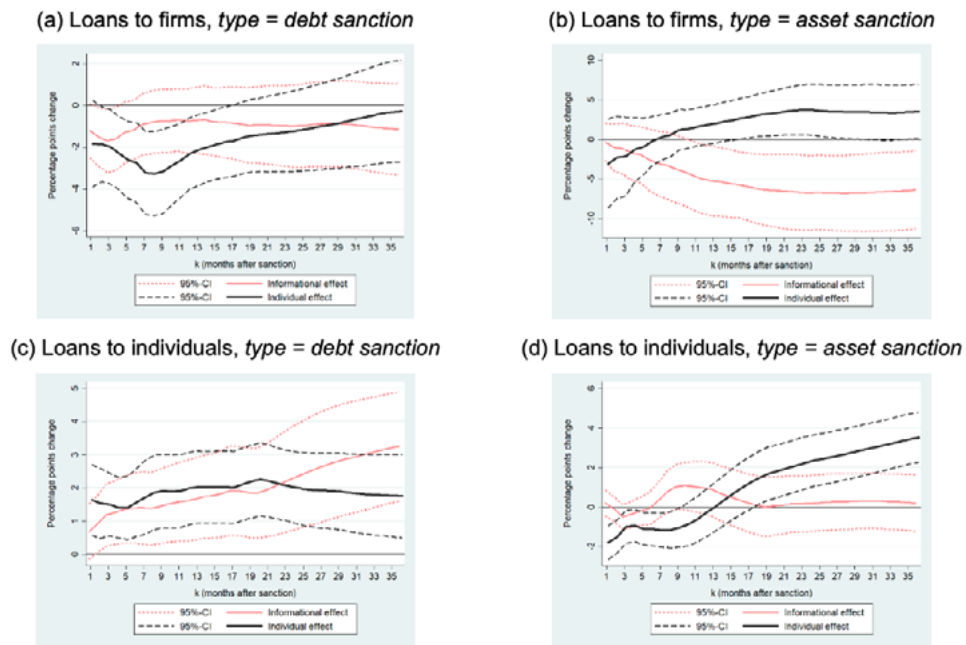 (a) Loans to firms, type = debt sanction
Percentage points change
2
0
-2
-4
-6
1 3 5 7 9 11 13 15 17 19 21 23 25 27 29 31 33 35
k (months after sanction)
95%-CI Informational effect
95%-CI Individual effect
(b) Loans to firms, type = asset sanction
Percentage points change
10
5
0
-5
-10
1 3 5 7 9 11 13 15 17 19 21 23 25 27 29 31 33 35
k (months after sanction)
95%-CI Informational effect
95%-CI Individual effect
(c) Loans to individuals, type = debt sanction
Percentage points change
5
4
3
2
1
0
1 3 5 7 9 11 13 15 17 19 21 23 25 27 29 31 33 35
k (months after sanction)
95%-CI Informational effect
95%-CI Individual effect
(d) Loans to individuals, type = asset sanction
Percentage points change
6
4
2
0
-2
1 3 5 7 9 11 13 15 17 19 21 23 25 27 29 31 33 35
k (months after sanction)
95%-CI Informational effect
95%-CI Individual effect